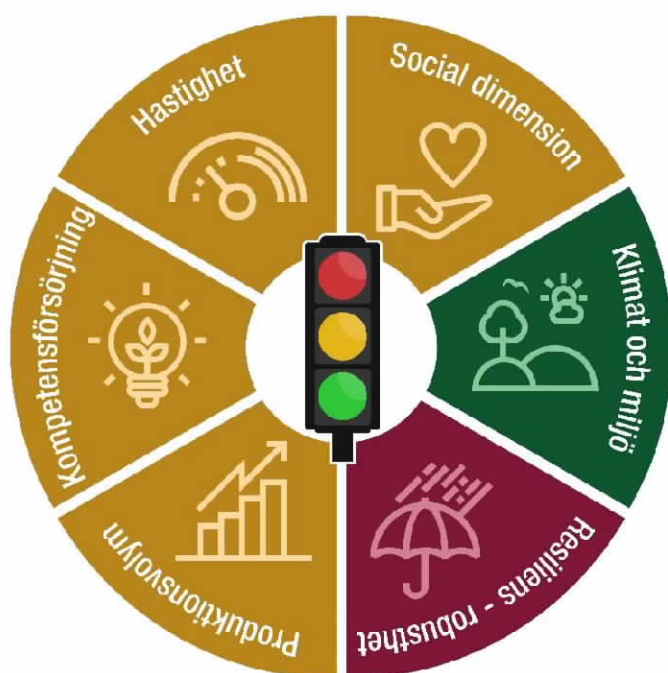 Hastighet
Social dimension
Klimat och miljö
Resiliens - robusthet
Produktionsvolym
Kompetensförsörjning